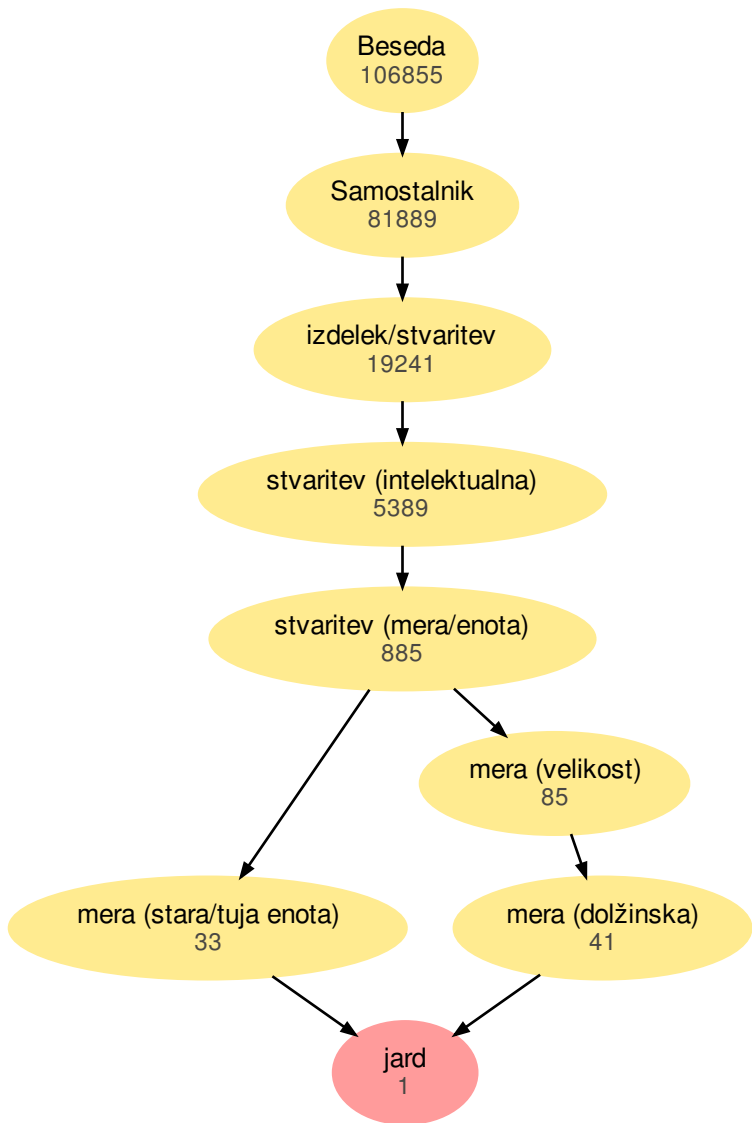 Beseda
106855
Samostalnik
81889
izdelek/stvaritev
19241
stvaritev (intelektualna)
5389
stvaritev (mera/enota)
885
mera (velikost)
85
mera (stara/tuja enota)
33
mera (dolžinska)
41
jard
1